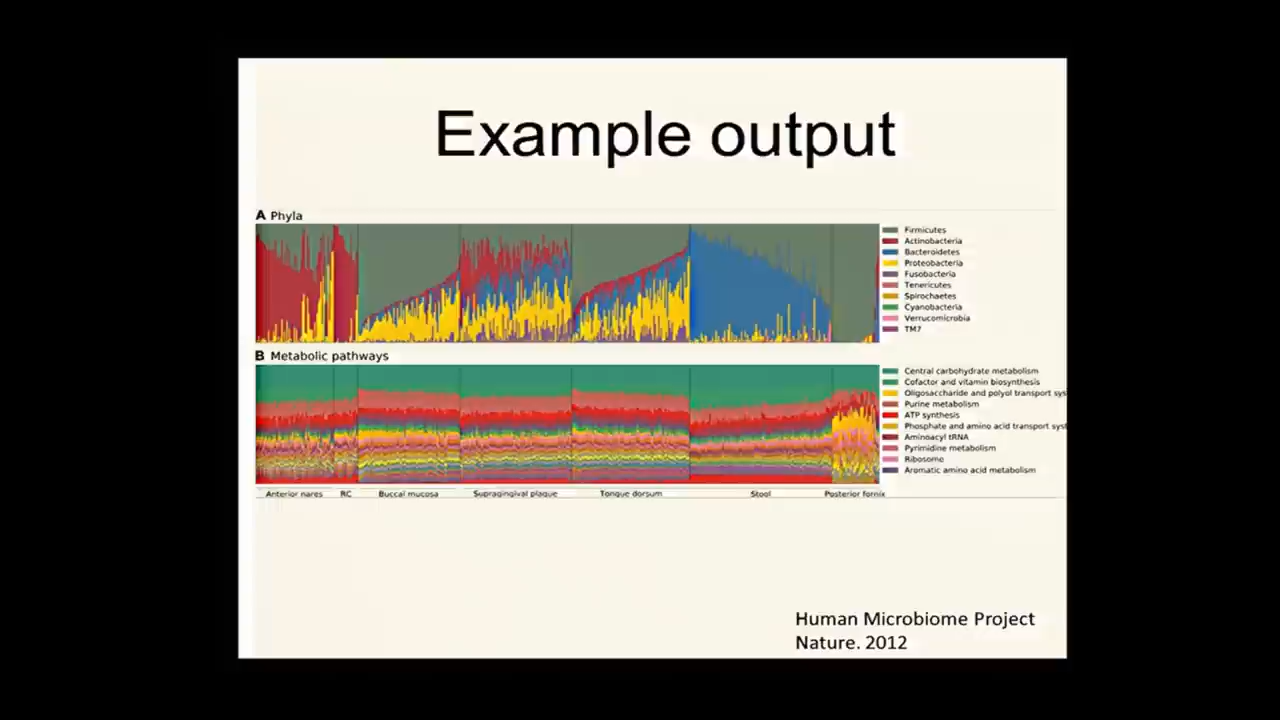 Example output
A Phyla
Firmicutes
Actinobacteria
Bacteroidetes
Proteobacteria
Fusobacteria
Tenericutes
Spirochaetes
Cyanobacteria
Verrucomicrobia
TM7
B Metabolic pathways
Central carbohydrate metabolism
Cofactor and vitamin biosynthesis
Oligosaccharide and polyol transport sys
Purine metabolism
ATP synthesis
Phosphate and amino acid transport syst
Aminoacyl tRNA
Pyrimidine metabolism
Ribosome
Aromatic amino acid metabolism
Anterior nares RC Buccal mucosa Supragingival plaque Tongue dorsum Stool Posterior fornix
Human Microbiome Project
Nature. 2012